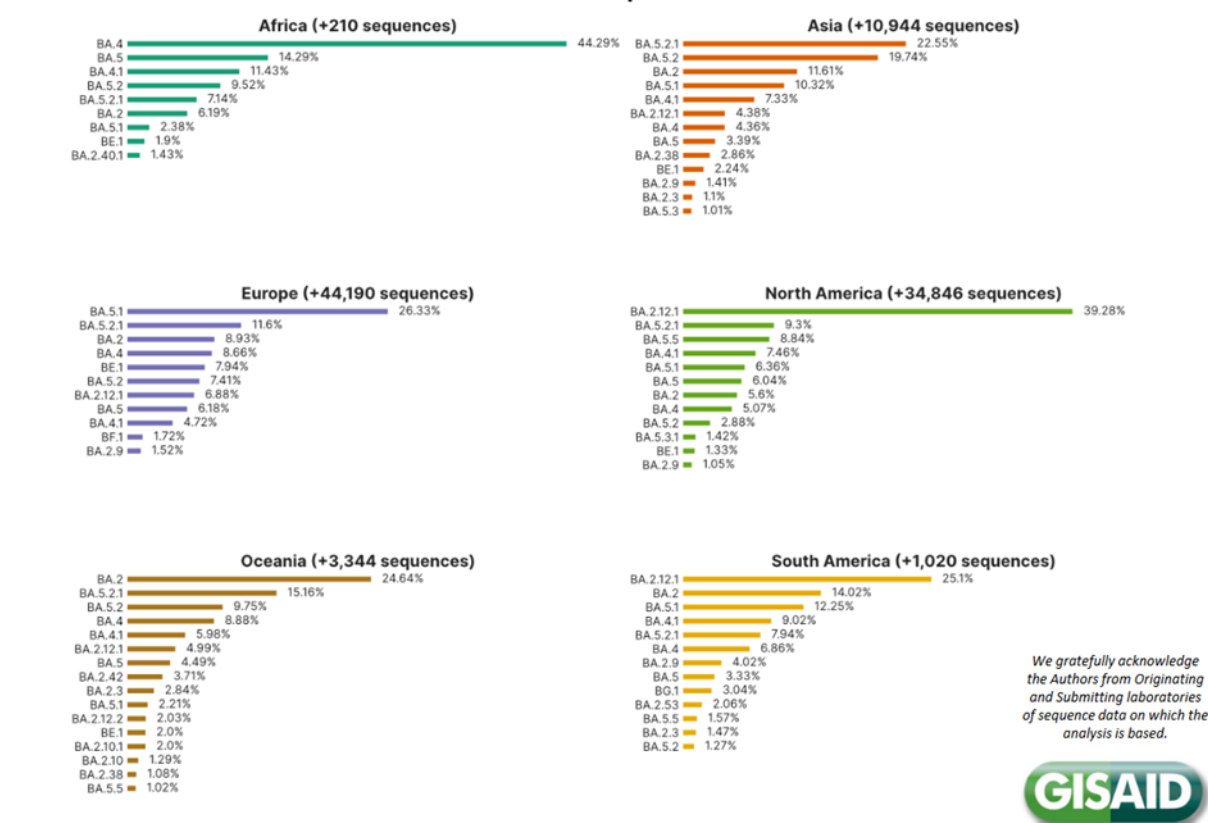 Africa (+210 sequences)
BA.4 44.29%
BA.5 14.29%
BA.4.1 11.43%
BA.5.2 9.52%
BA.5.2.1 7.14%
BA.2 6.19%
BA.5.1 2.38%
BE.1 1.9%
BA.2.40.1 1.43%
Asia (+10,944 sequences)
BA.5.2.1 22.55%
BA.5.2 19.74%
BA.2 11.61%
BA.5.1 10.32%
BA.4.1 7.33%
BA.2.12.1 4.38%
BA.4 4.36%
BA.5 3.39%
BA.2.38 2.86%
BE.1 2.24%
BA.2.9 1.41%
BA.2.3 1.1%
BA.5.3 1.01%
Europe (+44,190 sequences)
BA.5.1 26.33%
BA.5.2.1 11.6%
BA.2 8.93%
BA.4 8.66%
BE.1 7.94%
BA.5.2 7.41%
BA.2.12.1 6.88%
BA.5 6.18%
BA.4.1 4.72%
BF.1 1.72%
BA.2.9 1.52%
North America (+34,846 sequences)
BA.2.12.1 39.28%
BA.5.2.1 9.3%
BA.5.5 8.84%
BA.4.1 7.46%
BA.5.1 6.36%
BA.5 6.04%
BA.2 5.6%
BA.4 5.07%
BA.5.2 2.88%
BA.5.3.1 1.42%
BE.1 1.33%
BA.2.9 1.05%
Oceania (+3,344 sequences)
BA.2 24.64%
BA.5.2.1 15.16%
BA.5.2 9.75%
BA.4 8.88%
BA.4.1 5.98%
BA.2.12.1 4.99%
BA.5 4.49%
BA.2.42 3.71%
BA.2.3 2.84%
BA.5.1 2.21%
BA.2.12.2 2.03%
BE.1 2.0%
BA.2.10.1 2.0%
BA.2.10 1.29%
BA.2.38 1.08%
BA.5.5 1.02%
South America (+1,020 sequences)
BA.2.12.1 25.1%
BA.2 14.02%
BA.5.1 12.25%
BA.4.1 9.02%
BA.5.2.1 7.94%
BA.4 6.86%
BA.2.9 4.02%
BA.5 3.33%
BG.1 3.04%
BA.2.53 2.06%
BA.5.5 1.57%
BA.2.3 1.47%
BA.5.2 1.27%
We gratefully acknowledge
the Authors from Originating
and Submitting laboratories
of sequence data on which the
analysis is based.
GISAID